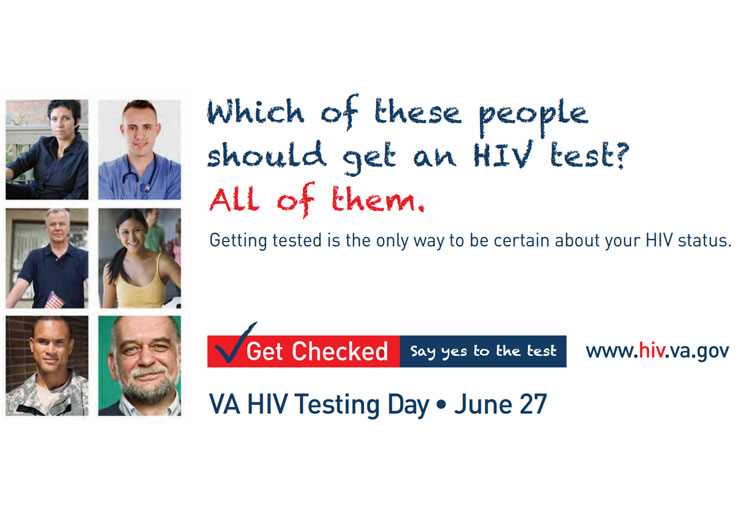 Which of these people
should get an HIV test?
All of them.
Getting tested is the only way to be certain about your HIV status.
Get Checked Say yes to the test www.hiv.va.gov
VA HIV Testing Day • June 27